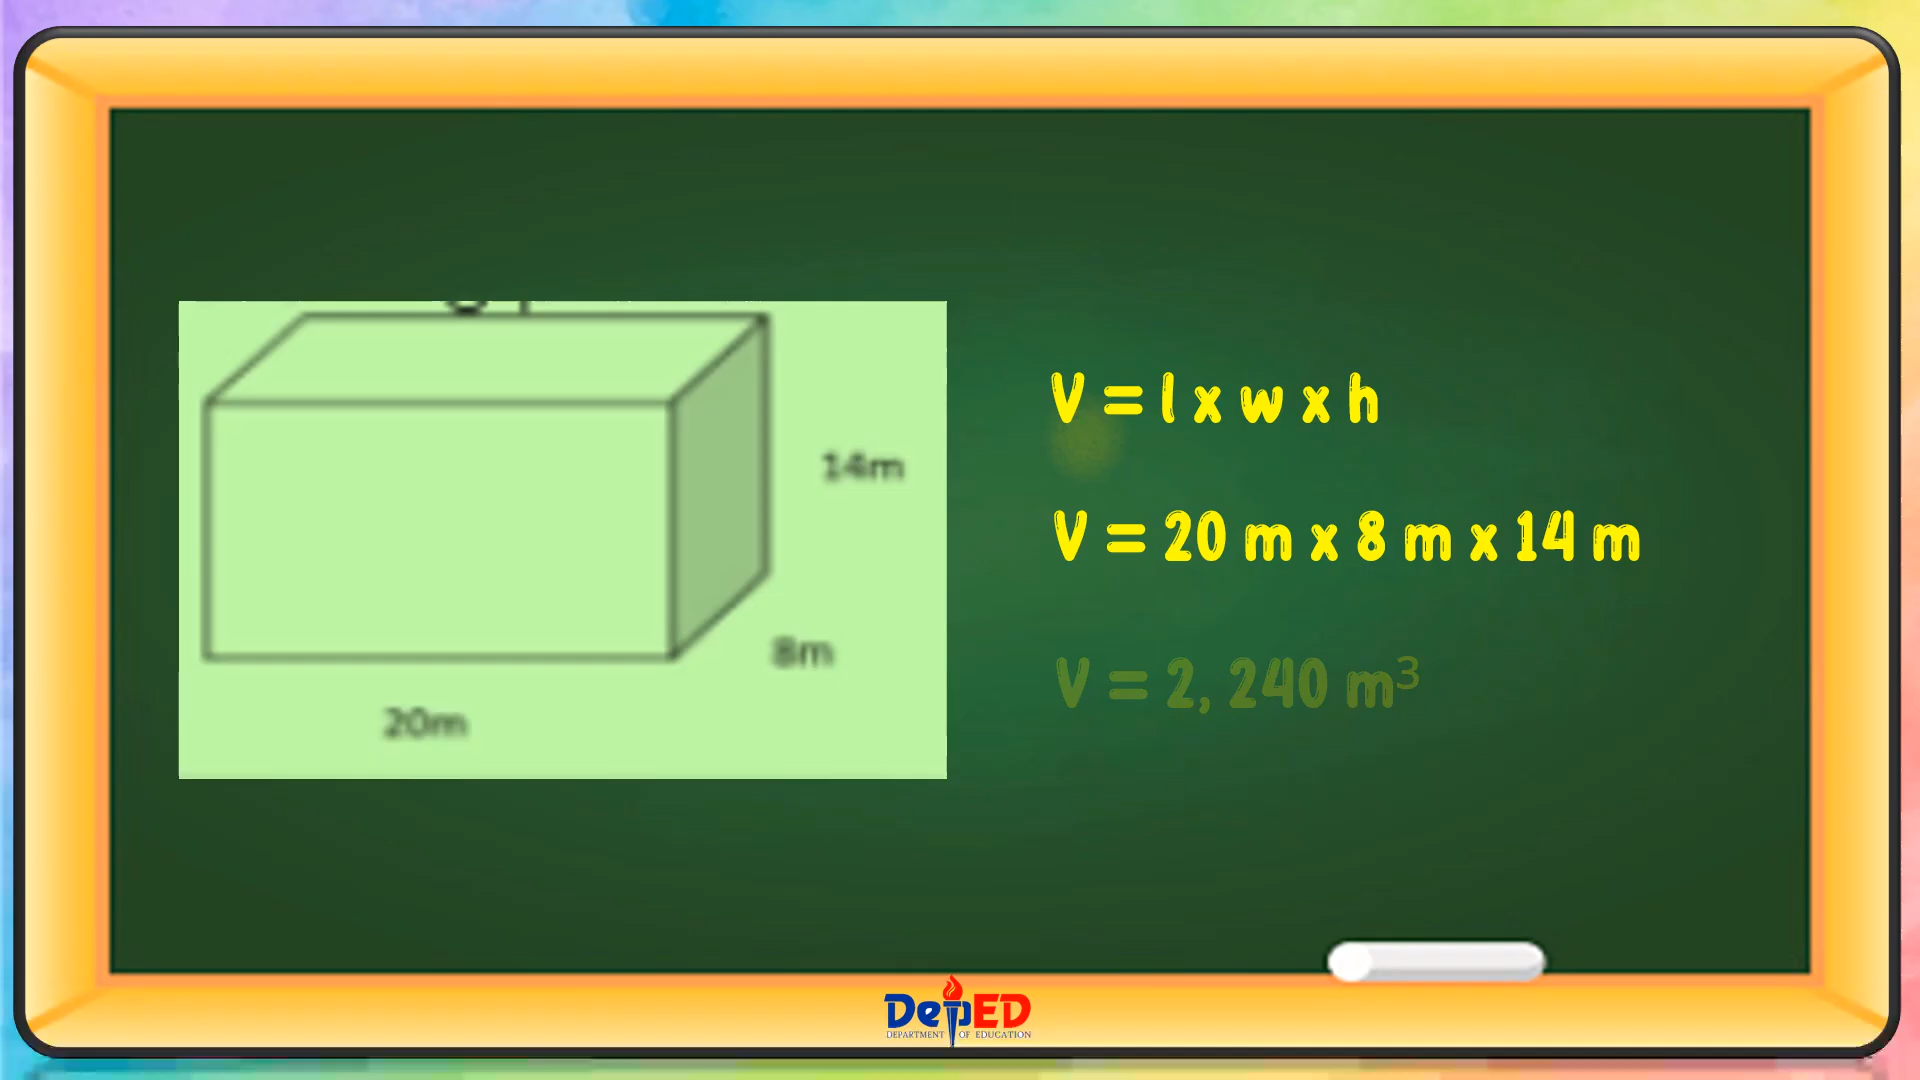 14m
8m
20m
V = l x w x h
V = 20 m x 8 m x 14 m
V = 2, 240 m³
DepED
DEPARTMENT OF EDUCATION